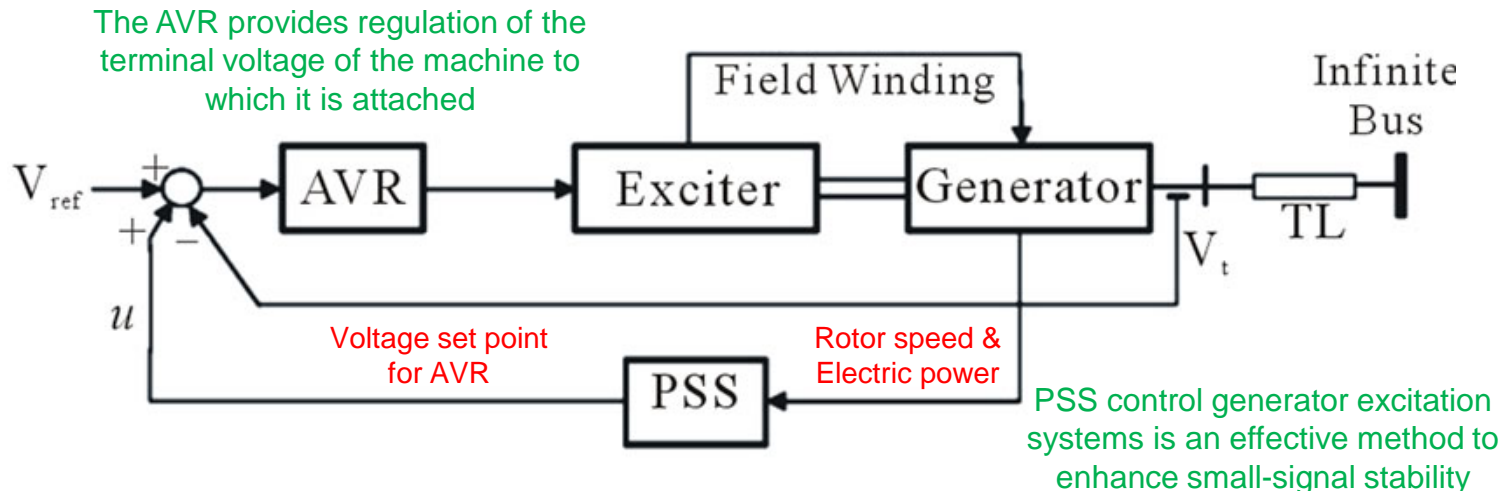 The AVR provides regulation of the
terminal voltage of the machine to
which it is attached
Field Winding
Infinite
Bus
V ref
+
+
−
AVR
Exciter
Generator
V t
TL
u
Voltage set point
for AVR
Rotor speed &
Electric power
PSS
PSS control generator excitation
systems is an effective method to
enhance small-signal stability